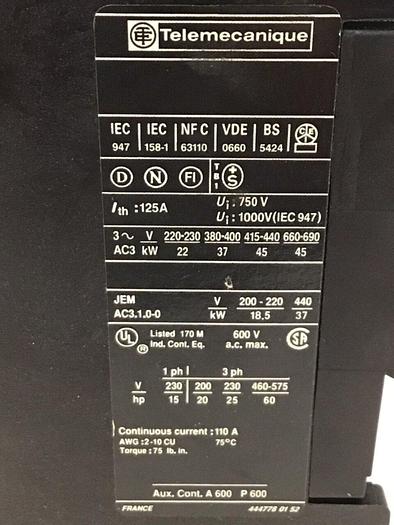 Telemecanique
IEC 947 | IEC 158-1 | NF C 63110 | VDE 0660 | BS 5424
D N FI TB1 S
Ith : 125A Ui : 750 V
Ui : 1000V (IEC 947)
3~ V 220-230 380-400 415-440 660-690
AC3 kW 22 37 45 45
JEM V 200 - 220 440
AC3.1.0-0 kW 18,5 37
UL Listed 170 M 600 V SA
® Ind. Cont. Eq. a.c. max.
1 ph 3 ph
V 230 200 230 460-575
hp 15 20 25 60
Continuous current : 110 A
AWG : 2-10 CU 75°C
Torque : 75 lb. in.
Aux. Cont. A 600 P 600
FRANCE 444778 01 52